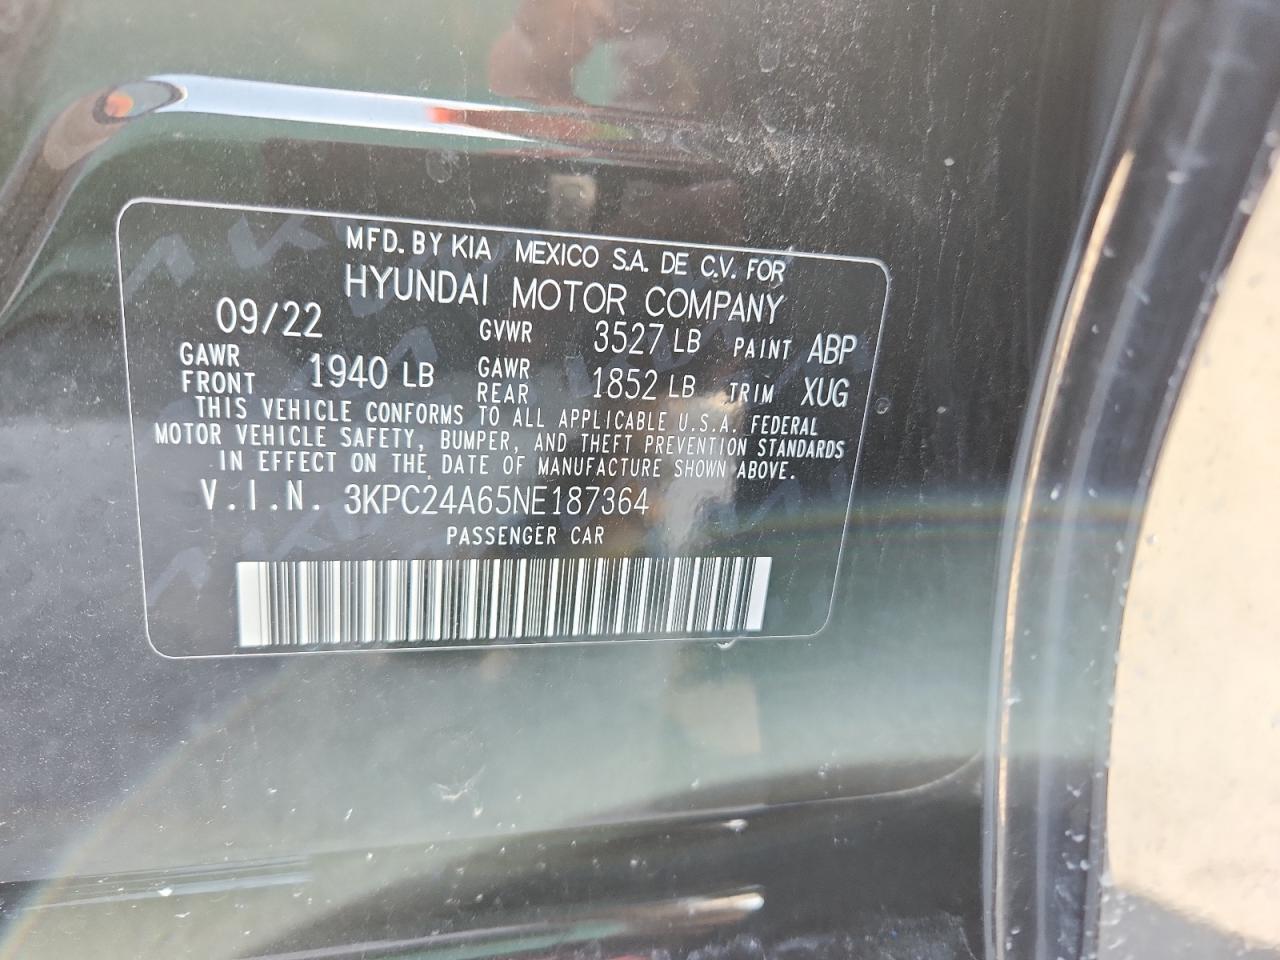 MFD. BY KIA MEXICO S.A. DE C.V. FOR
HYUNDAI MOTOR COMPANY
09/22 GVWR 3527 LB PAINT ABP
GAWR FRONT 1940 LB GAWR REAR 1852 LB TRIM XUG
THIS VEHICLE CONFORMS TO ALL APPLICABLE U.S.A. FEDERAL
MOTOR VEHICLE SAFETY, BUMPER, AND THEFT PREVENTION STANDARDS
IN EFFECT ON THE DATE OF MANUFACTURE SHOWN ABOVE.
V.I.N. 3KPC24A65NE187364
PASSENGER CAR